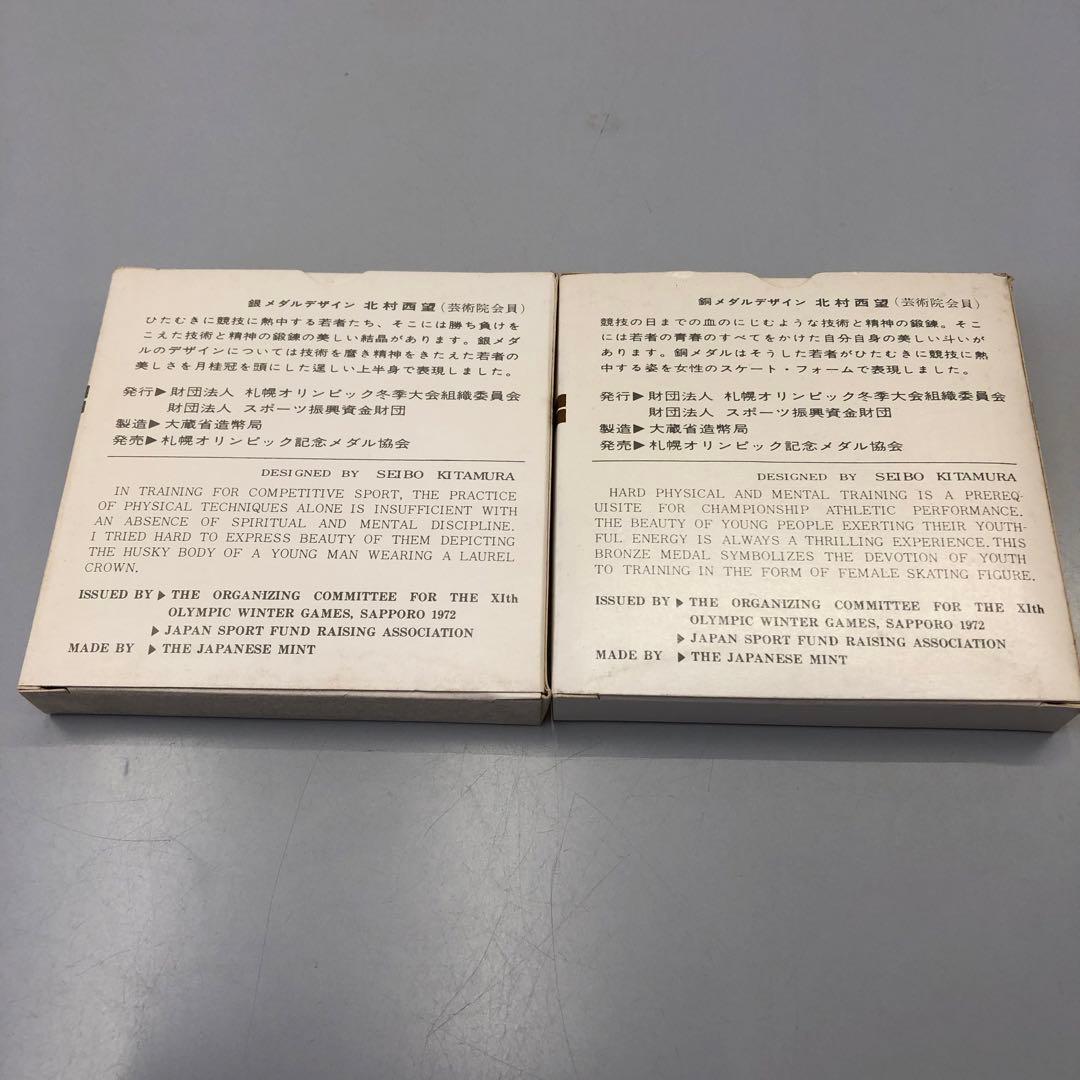 銀メダルデザイン 北村西望(芸術院会員)
ひたむきに競技に熱中する若者たち、そこには勝ち負けを
こえた技術と精神の鍛錬の美しい結晶があります。銀メダ
ルのデザインについては技術を磨き精神をきたえた若者の
美しさを月桂冠を頭にした逞しい上半身で表現しました。
発行▶財団法人 札幌オリンピック冬季大会組織委員会
財団法人 スポーツ振興資金財団
製造▶大蔵省造幣局
発売▶札幌オリンピック記念メダル協会
DESIGNED BY SEIBO KITAMURA
IN TRAINING FOR COMPETITIVE SPORT, THE PRACTICE
OF PHYSICAL TECHNIQUES ALONE IS INSUFFICIENT WITH
AN ABSENCE OF SPIRITUAL AND MENTAL DISCIPLINE.
I TRIED HARD TO EXPRESS BEAUTY OF THEM DEPICTING
THE HUSKY BODY OF A YOUNG MAN WEARING A LAUREL
CROWN.
ISSUED BY ▶ THE ORGANIZING COMMITTEE FOR THE XIth
OLYMPIC WINTER GAMES, SAPPORO 1972
▶ JAPAN SPORT FUND RAISING ASSOCIATION
MADE BY ▶ THE JAPANESE MINT
銅メダルデザイン 北村西望(芸術院会員)
競技の日までの血のにじむような技術と精神の鍛錬。そこ
には若者の青春のすべてをかけた自分自身の美しい斗いが
あります。銅メダルはそうした若者がひたむきに競技に熱
中する姿を女性のスケート・フォームで表現しました。
発行▶財団法人 札幌オリンピック冬季大会組織委員会
財団法人 スポーツ振興資金財団
製造▶大蔵省造幣局
発売▶札幌オリンピック記念メダル協会
DESIGNED BY SEIBO KITAMURA
HARD PHYSICAL AND MENTAL TRAINING IS A PREREQ-
UISITE FOR CHAMPIONSHIP ATHLETIC PERFORMANCE.
THE BEAUTY OF YOUNG PEOPLE EXERTING THEIR YOUTH-
FUL ENERGY IS ALWAYS A THRILLING EXPERIENCE. THIS
BRONZE MEDAL SYMBOLIZES THE DEVOTION OF YOUTH
TO TRAINING IN THE FORM OF FEMALE SKATING FIGURE.
ISSUED BY ▶ THE ORGANIZING COMMITTEE FOR THE XIth
OLYMPIC WINTER GAMES, SAPPORO 1972
▶ JAPAN SPORT FUND RAISING ASSOCIATION
MADE BY ▶ THE JAPANESE MINT